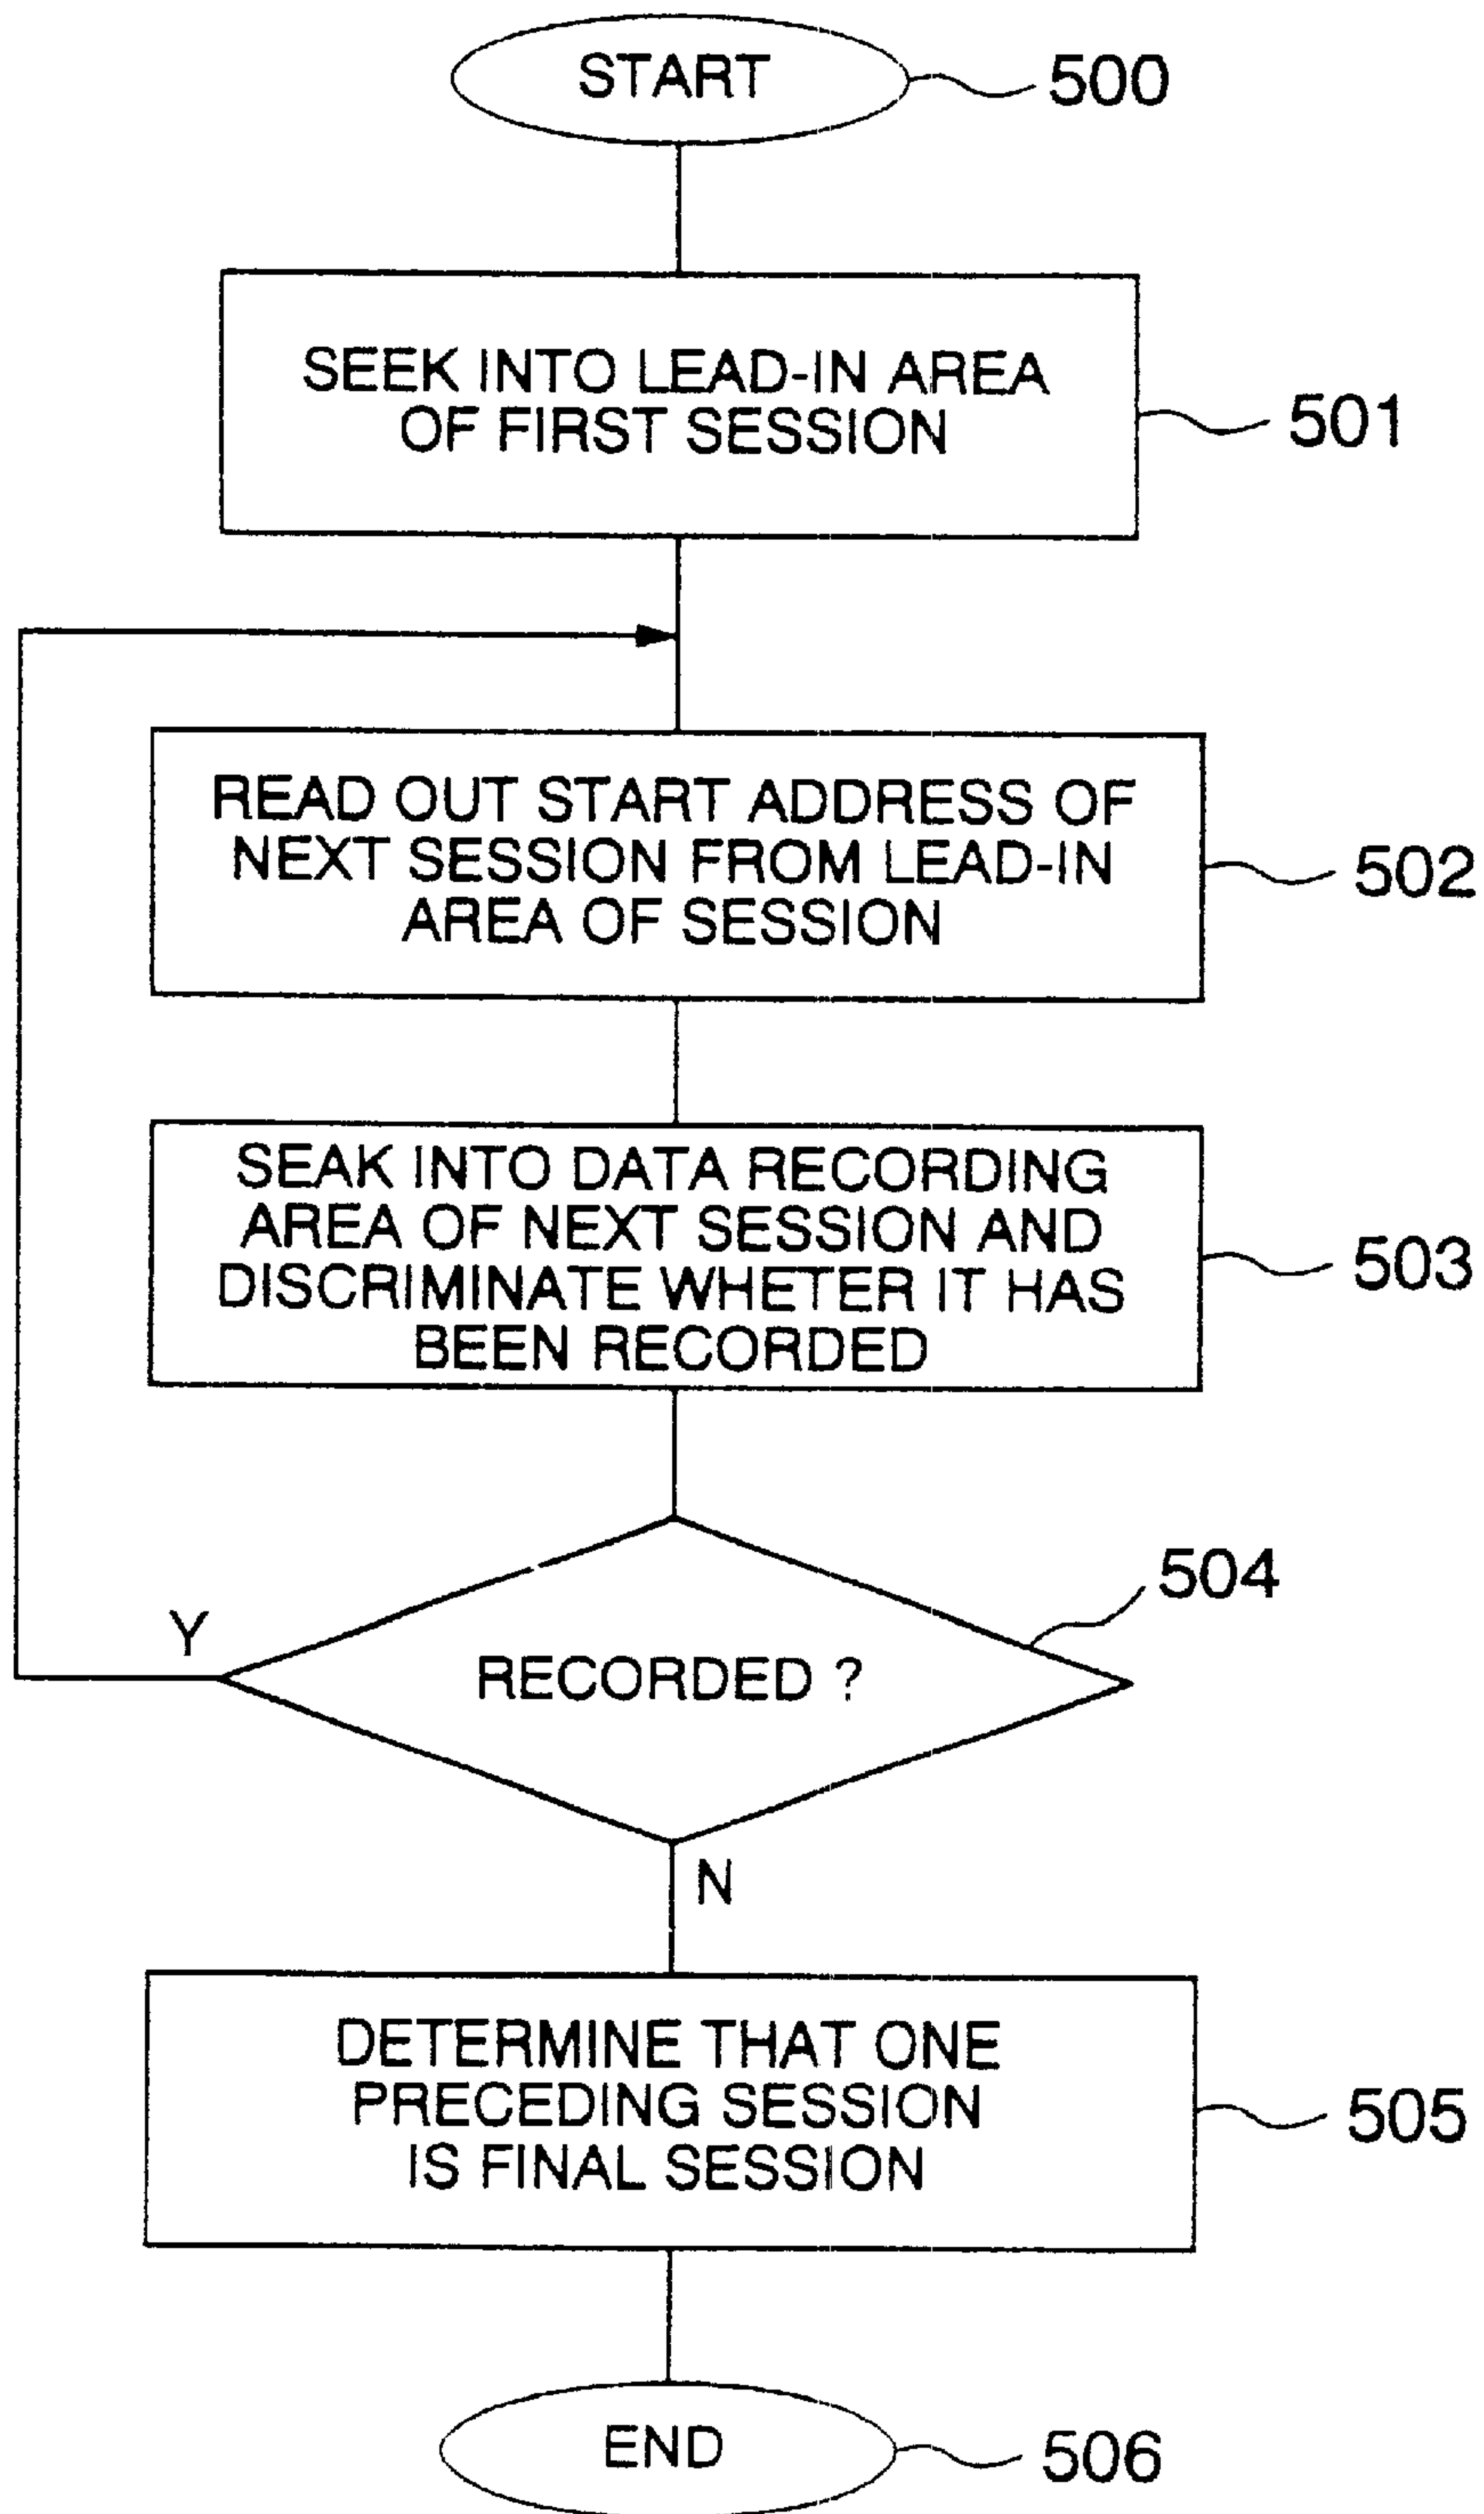 START
500
SEEK INTO LEAD-IN AREA
OF FIRST SESSION
501
READ OUT START ADDRESS OF
NEXT SESSION FROM LEAD-IN
AREA OF SESSION
502
SEAK INTO DATA RECORDING
AREA OF NEXT SESSION AND
DISCRIMINATE WHETER IT HAS
BEEN RECORDED
503
504
Y
RECORDED ?
N
DETERMINE THAT ONE
PRECEDING SESSION
IS FINAL SESSION
505
END
506